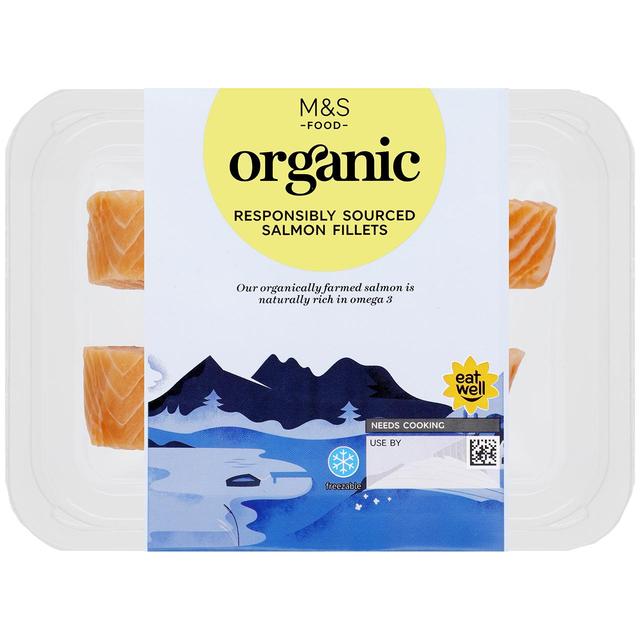 M&S
-FOOD-
organic
RESPONSIBLY SOURCED
SALMON FILLETS
Our organically farmed salmon is
naturally rich in omega 3
eat
well
NEEDS COOKING
USE BY
freezable